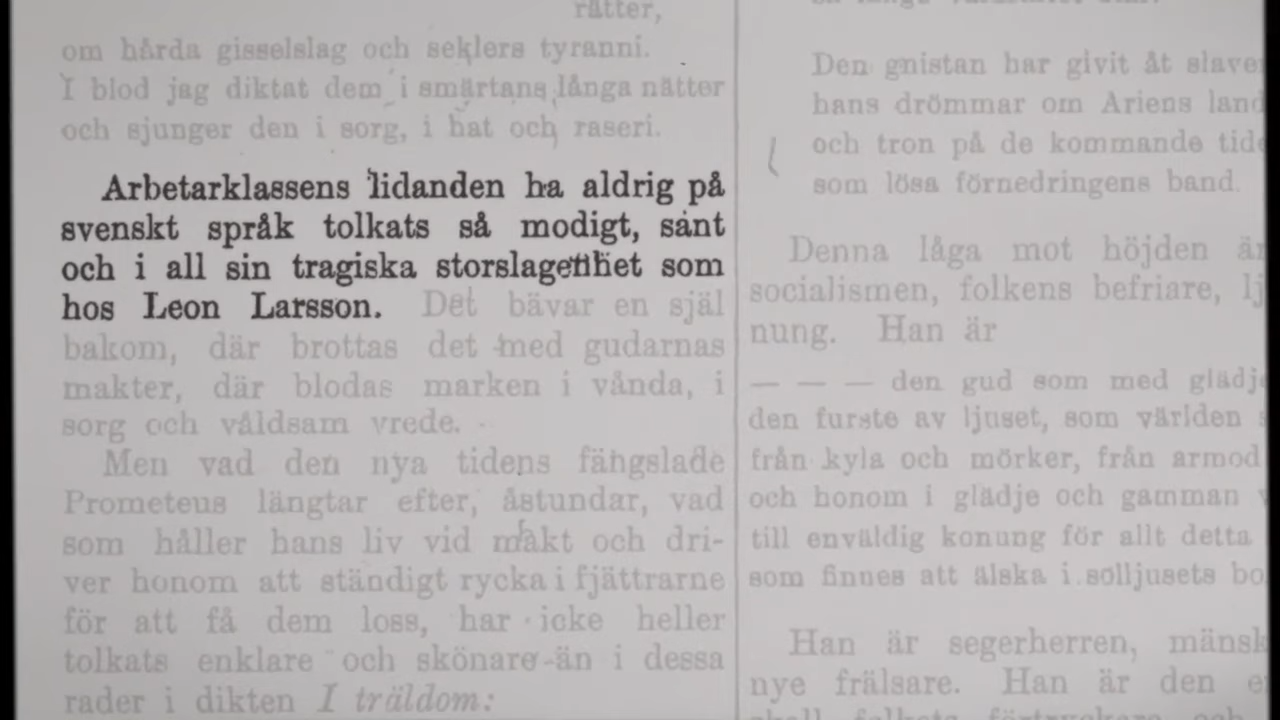 rätter,
om hårda gisselslag och seklers tyranni.
I blod jag diktat dem i smärtans långa nätter
och sjunger den i sorg, i hat och raseri.
Arbetarklassens lidanden ha aldrig på
svenskt språk tolkats så modigt, sant
och i all sin tragiska storslagenhet som
hos Leon Larsson. Det bävar en själ
bakom, där brottas det med gudarnas
makter, där blodas marken i vånda, i
sorg och våldsam vrede.
Men vad den nya tidens fängslade
Prometeus längtar efter, åstundar, vad
som håller hans liv vid makt och dri-
ver honom att ständigt rycka i fjättrarne
för att få dem loss, har icke heller
tolkats enklare och skönare än i dessa
rader i dikten I träldom:
Den gnistan har givit åt slave
hans drömmar om Ariens land
och tron på de kommande tid
som lösa förnedringens band.
Denna låga mot höjden är
socialismen, folkens befriare, lj
nung. Han är
— — — den gud som med glädj
den furste av ljuset, som världen
från kyla och mörker, från armod
och honom i glädje och gamman
till enväldig konung för allt detta
som finnes att älska i solljusets bo
Han är segerherren, mänsk
nye frälsare. Han är den e